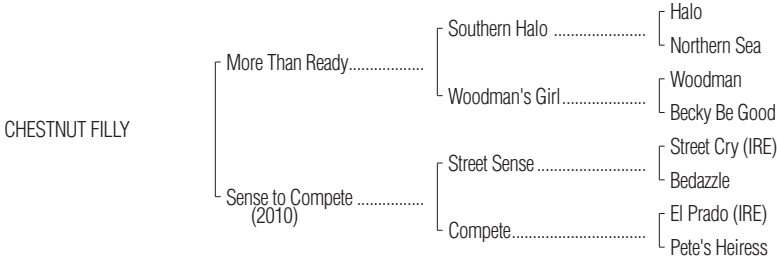 Halo
Southern Halo ......................
Northern Sea
More Than Ready..................
Woodman
Woodman's Girl....................
Becky Be Good
CHESTNUT FILLY
Street Cry (IRE)
Street Sense ..........................
Bedazzle
Sense to Compete ................
(2010)
El Prado (IRE)
Compete................................
Pete's Heiress